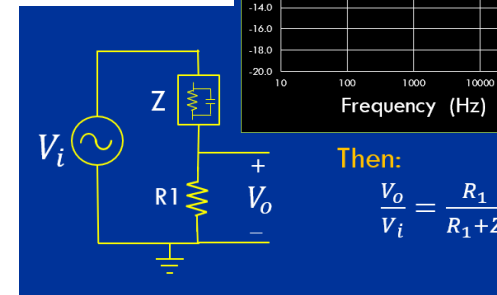 -14.0
-16.0
-18.0
-20.0
10 100 1000 10000
Frequency (Hz)
Z
Vi
+
R1
Vo
−
Then:
Vo/Vi = R1/(R1+Z